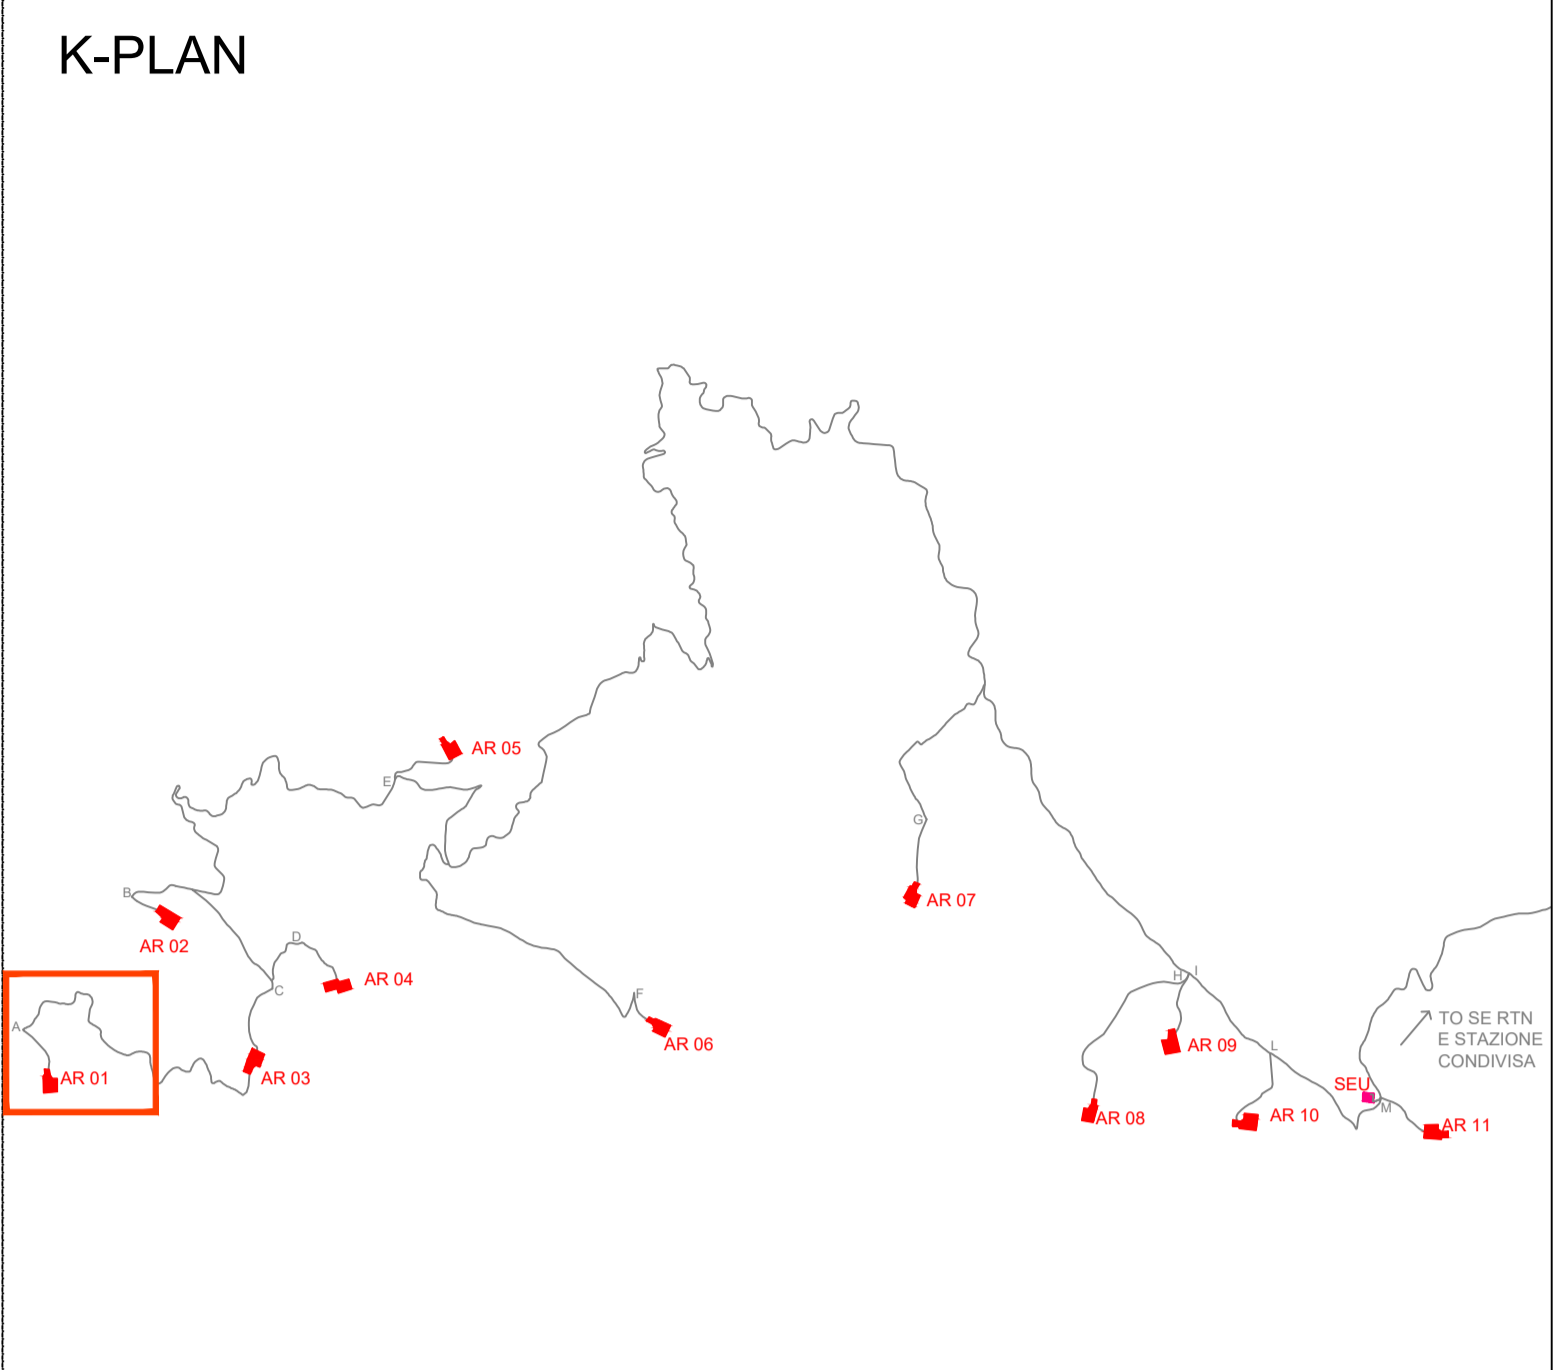 K-PLAN
AR 05
E
G
AR 07
B
AR 02
D
AR 04
C
H
I
F
A
AR 06
TO SE RTN
E STAZIONE
CONDIVISA
AR 09
L
AR 01
AR 03
SEU
M
AR 08
AR 10
AR 11